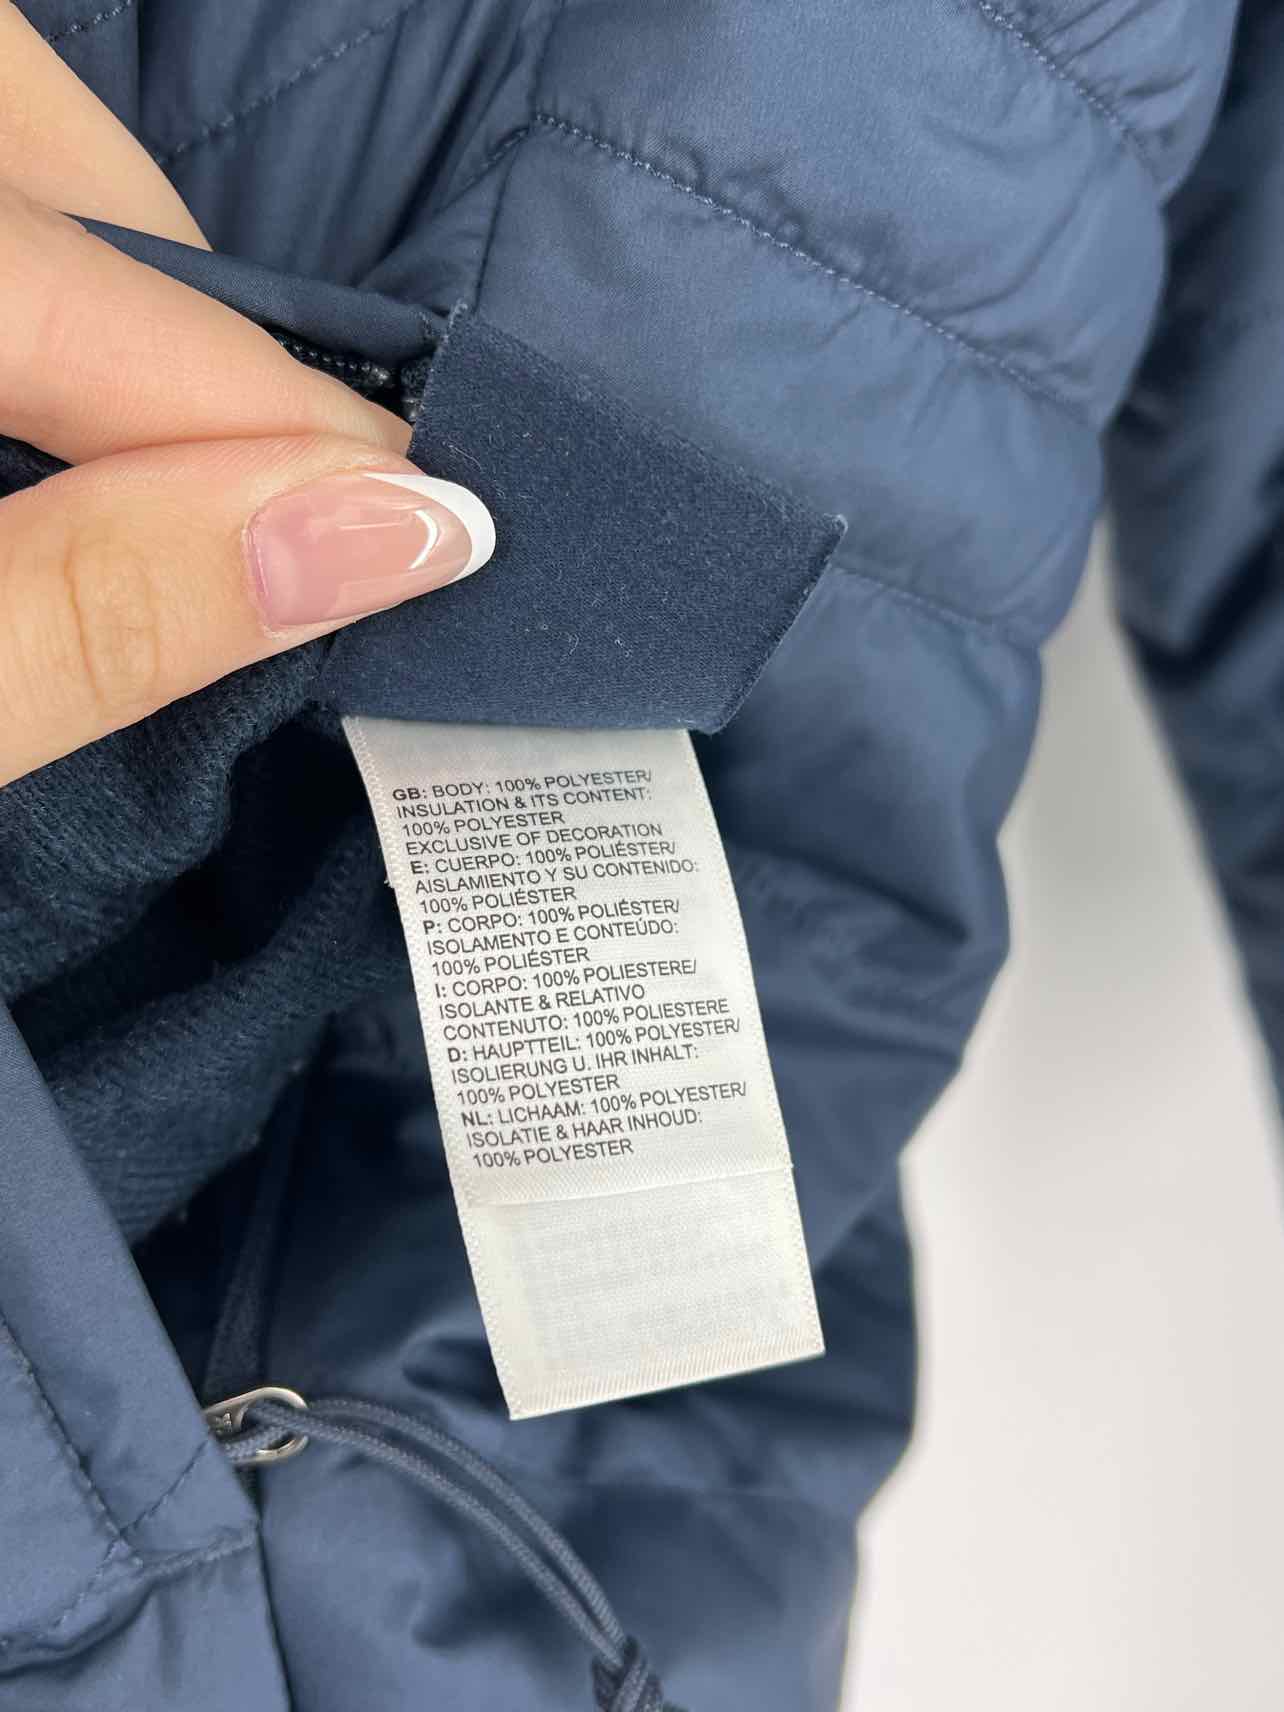 GB: BODY: 100% POLYESTER/
INSULATION & ITS CONTENT:
100% POLYESTER
EXCLUSIVE OF DECORATION
E: CUERPO: 100% POLIÉSTER/
AISLAMIENTO Y SU CONTENIDO:
100% POLIÉSTER
P: CORPO: 100% POLIÉSTER/
ISOLAMENTO E CONTEÚDO:
100% POLIÉSTER
I: CORPO: 100% POLIESTERE/
ISOLANTE & RELATIVO
CONTENUTO: 100% POLIESTERE
D: HAUPTTEIL: 100% POLYESTER/
ISOLIERUNG U. IHR INHALT:
100% POLYESTER
NL: LICHAAM: 100% POLYESTER/
ISOLATIE & HAAR INHOUD:
100% POLYESTER